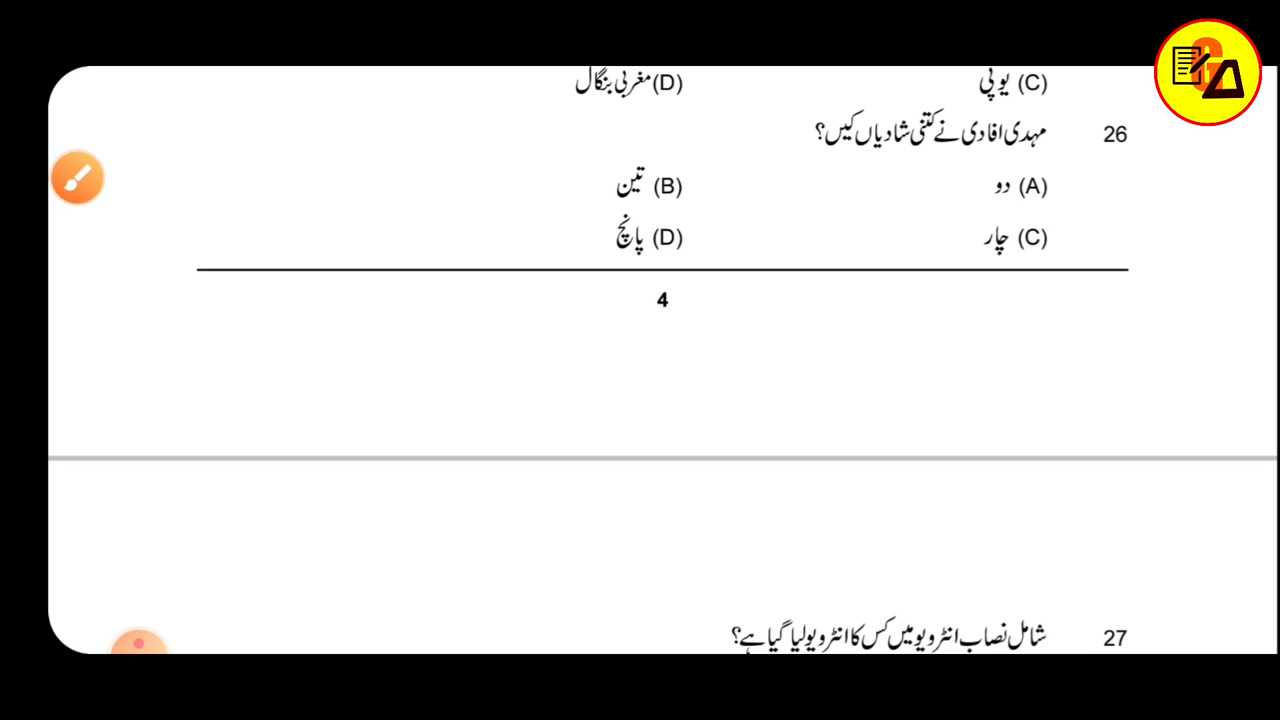 (C) یوپی (D) مغربی بنگال
26 مہدی افادی نے کتنی شادیاں کیں؟
(A) دو (B) تین
(C) چار (D) پانچ
4
27 شامل نصاب انٹرویو میں کس کا انٹرویو لیا گیا ہے؟